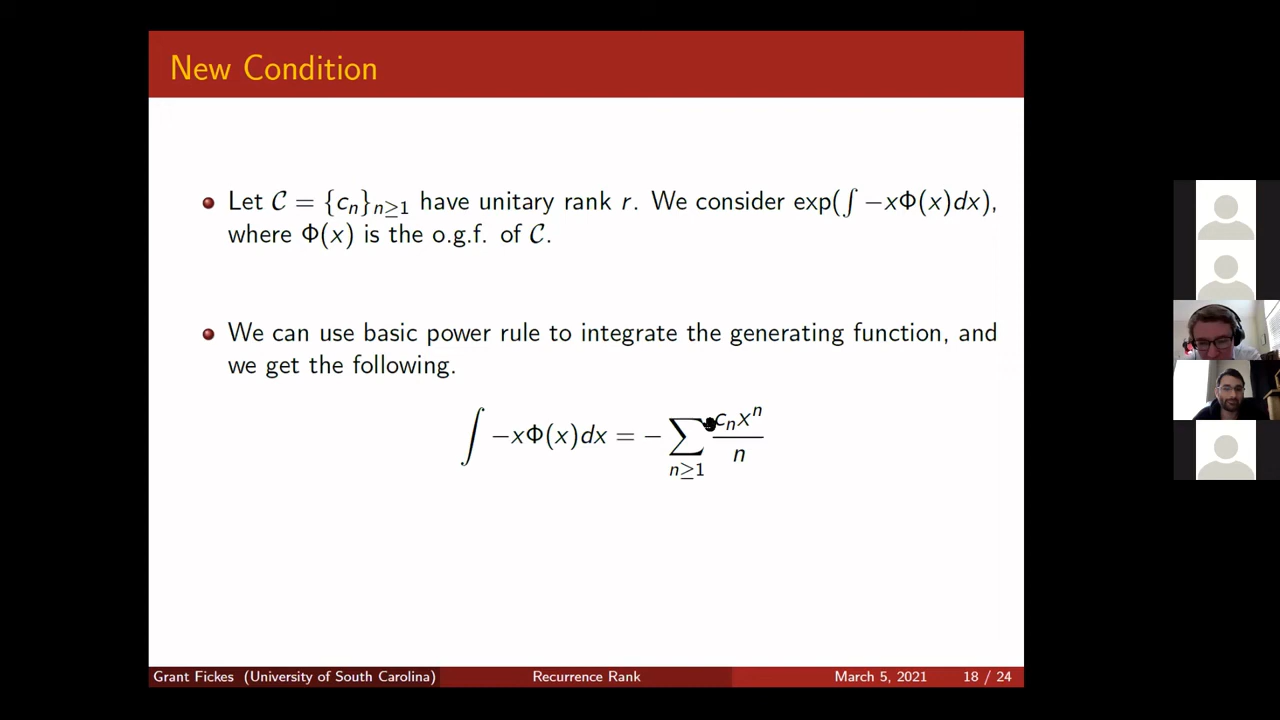 New Condition
Let 𝒞 = {cₙ}ₙ≥₁ have unitary rank r. We consider exp(∫ −xΦ(x)dx),
where Φ(x) is the o.g.f. of 𝒞.
We can use basic power rule to integrate the generating function, and
we get the following.
∫ −xΦ(x)dx = − ∑ₙ≥₁ cₙxⁿ / n
Grant Fickes (University of South Carolina) Recurrence Rank March 5, 2021 18 / 24